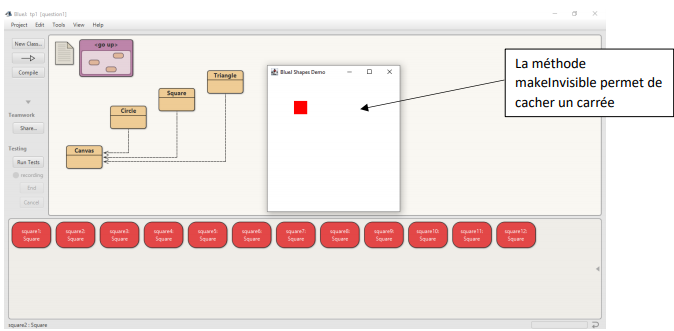 BlueJ: tp1 [question1]
Project Edit Tools View Help
New Class...
Compile
Teamwork
Share...
Testing
Run Tests
recording
End
Cancel
<go up>
Triangle
Square
Circle
Canvas
BlueJ Shapes Demo
La méthode
makeInvisible permet de
cacher un carrée
square1:
Square
square2:
Square
square3:
Square
square4:
Square
square5:
Square
square6:
Square
square7:
Square
square8:
Square
square9:
Square
square10:
Square
square11:
Square
square12:
Square
square2 : Square